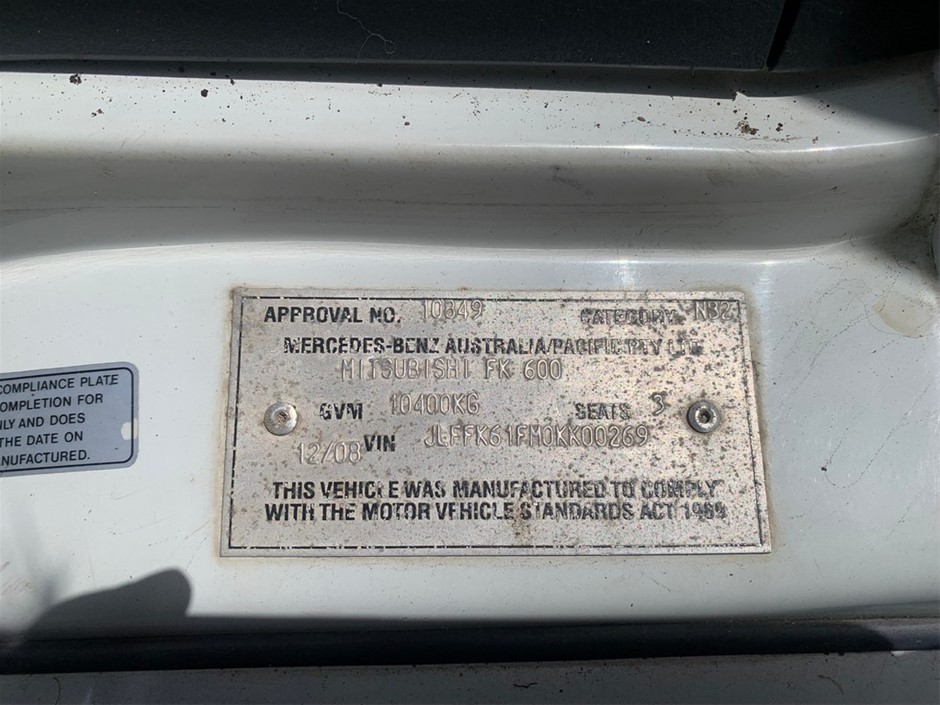 COMPLIANCE PLATE
OMPLETION FOR
NLY AND DOES
THE DATE ON
NUFACTURED.
APPROVAL NO. 10849 CATEGORY NB2
MERCEDES-BENZ AUSTRALIA/PACIFIC PTY LTD
MITSUBISHI FK 600
GVM 10400KG SEATS 3
12/08 VIN JLFFK61FM0KK00269
THIS VEHICLE WAS MANUFACTURED TO COMPLY
WITH THE MOTOR VEHICLE STANDARDS ACT 1989